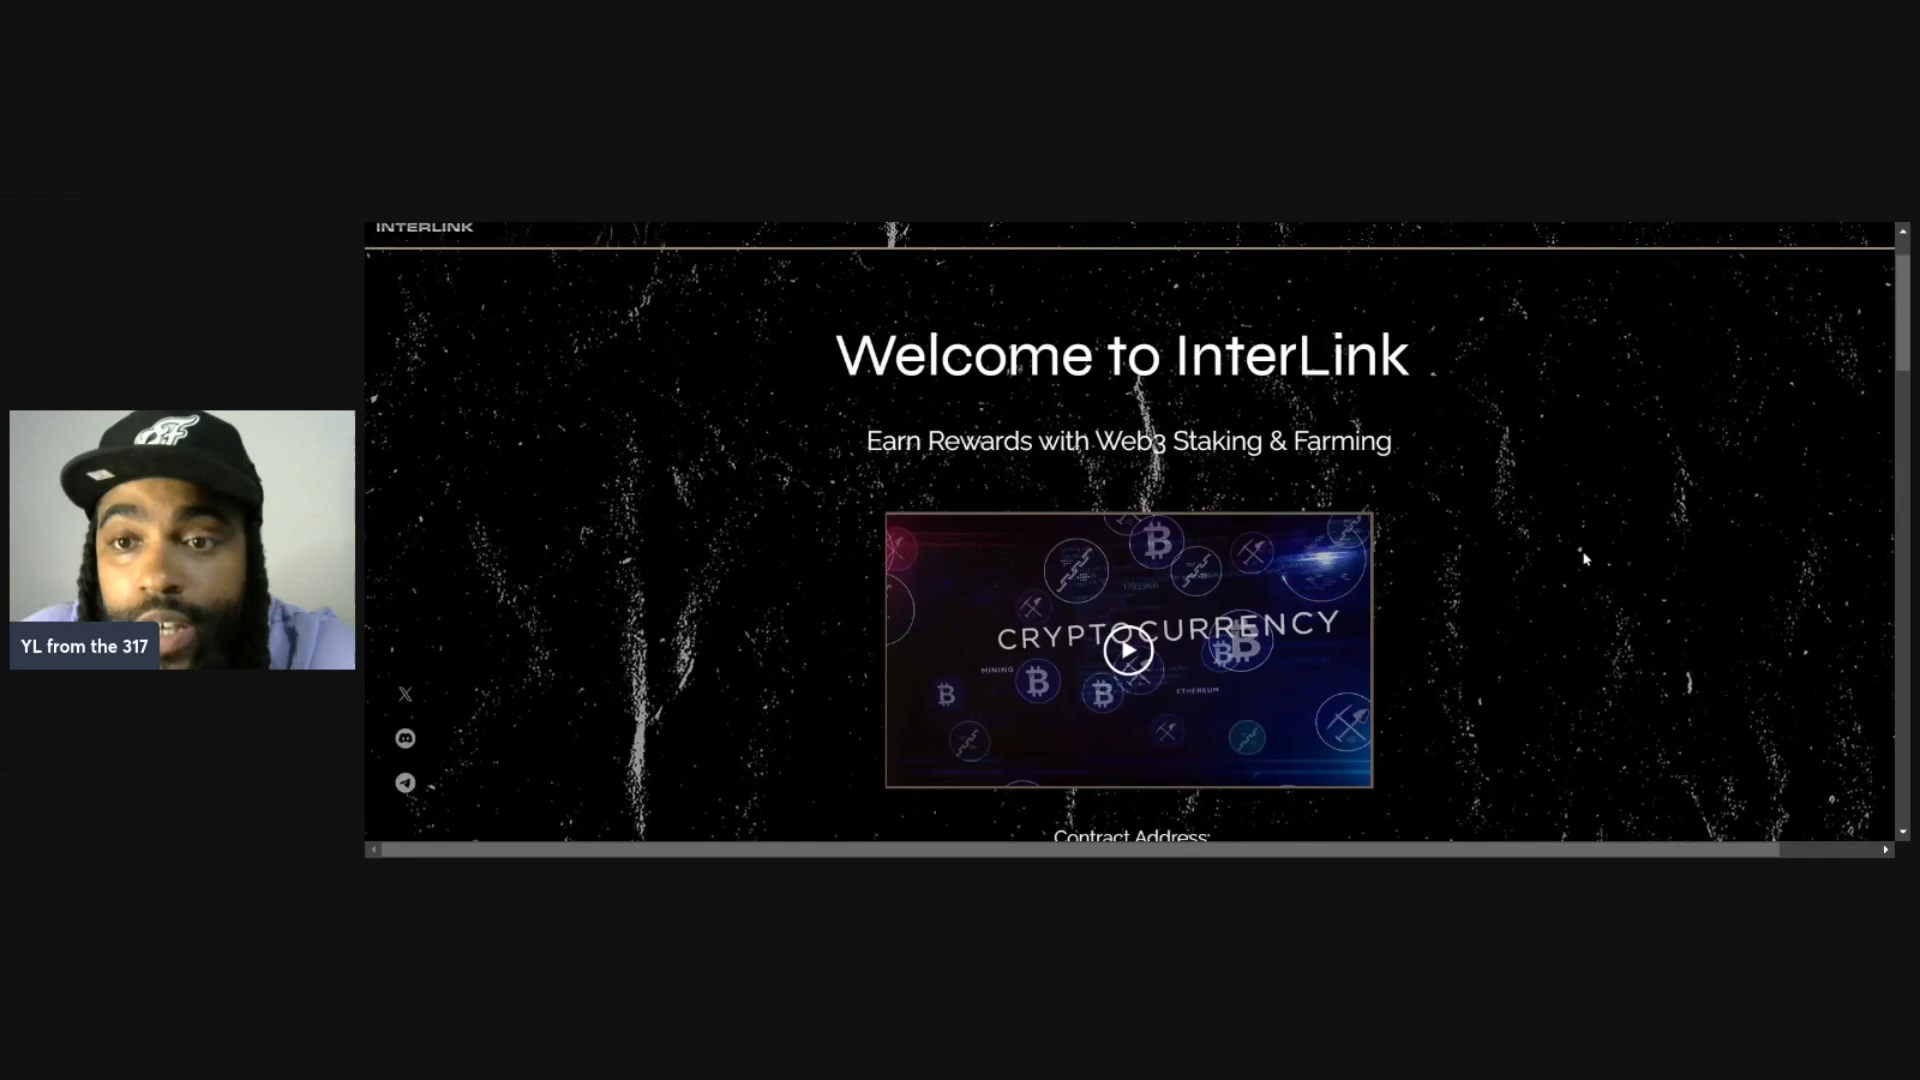 INTERLINK
Welcome to InterLink
Earn Rewards with Web3 Staking & Farming
1795966
CRYPTOCURRENCY
MINING
ETHEREUM
YL from the 317
Contract Address: